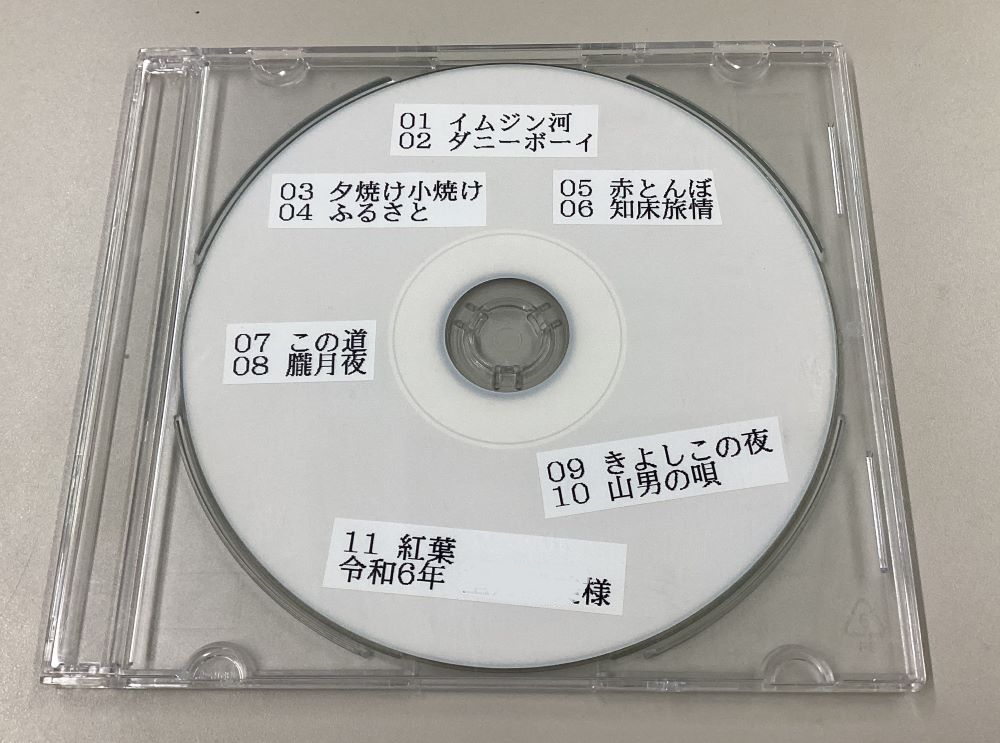 01 イムジン河
02 ダニーボーイ
03 夕焼け小焼け
04 ふるさと
05 赤とんぼ
06 知床旅情
07 この道
08 朧月夜
09 きよしこの夜
10 山男の唄
11 紅葉
令和6年 様